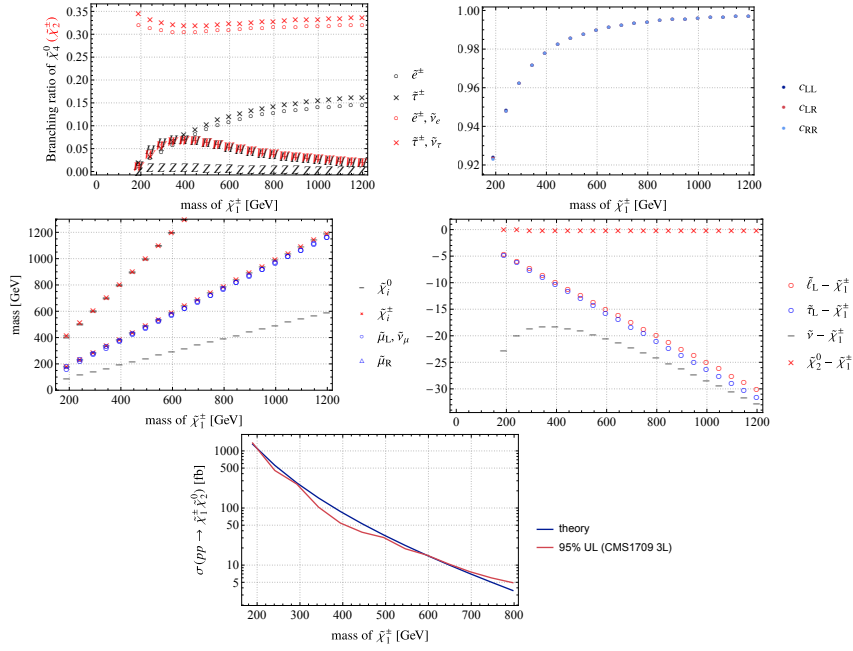 Branching ratio of χ̃₄⁰ (χ̃₂±)
0.35
0.30
0.25
0.20
0.15
0.10
0.05
0.00
0 200 400 600 800 1000 1200
mass of χ̃₁± [GeV]
H H H H H H H H H H H H H H H H H
Z Z Z Z Z Z Z Z Z Z Z Z Z Z Z Z Z
ẽ±
τ̃±
ẽ±, ν̃ₑ
τ̃±, ν̃_τ
1.00
0.98
0.96
0.94
0.92
0 200 400 600 800 1000 1200
mass of χ̃₁± [GeV]
c_LL
c_LR
c_RR
mass [GeV]
1200
1000
800
600
400
200
0
200 400 600 800 1000 1200
mass of χ̃₁± [GeV]
χ̃ᵢ⁰
χ̃ᵢ±
μ̃_L, ν̃_μ
μ̃_R
0
−5
−10
−15
−20
−25
−30
0 200 400 600 800 1000 1200
ℓ̃_L − χ̃₁±
τ̃_L − χ̃₁±
ν̃ − χ̃₁±
χ̃₂⁰ − χ̃₁±
σ(pp → χ̃₁± χ̃₂⁰) [fb]
1000
500
100
50
10
5
200 300 400 500 600 700 800
mass of χ̃₁± [GeV]
theory
95% UL (CMS1709 3L)